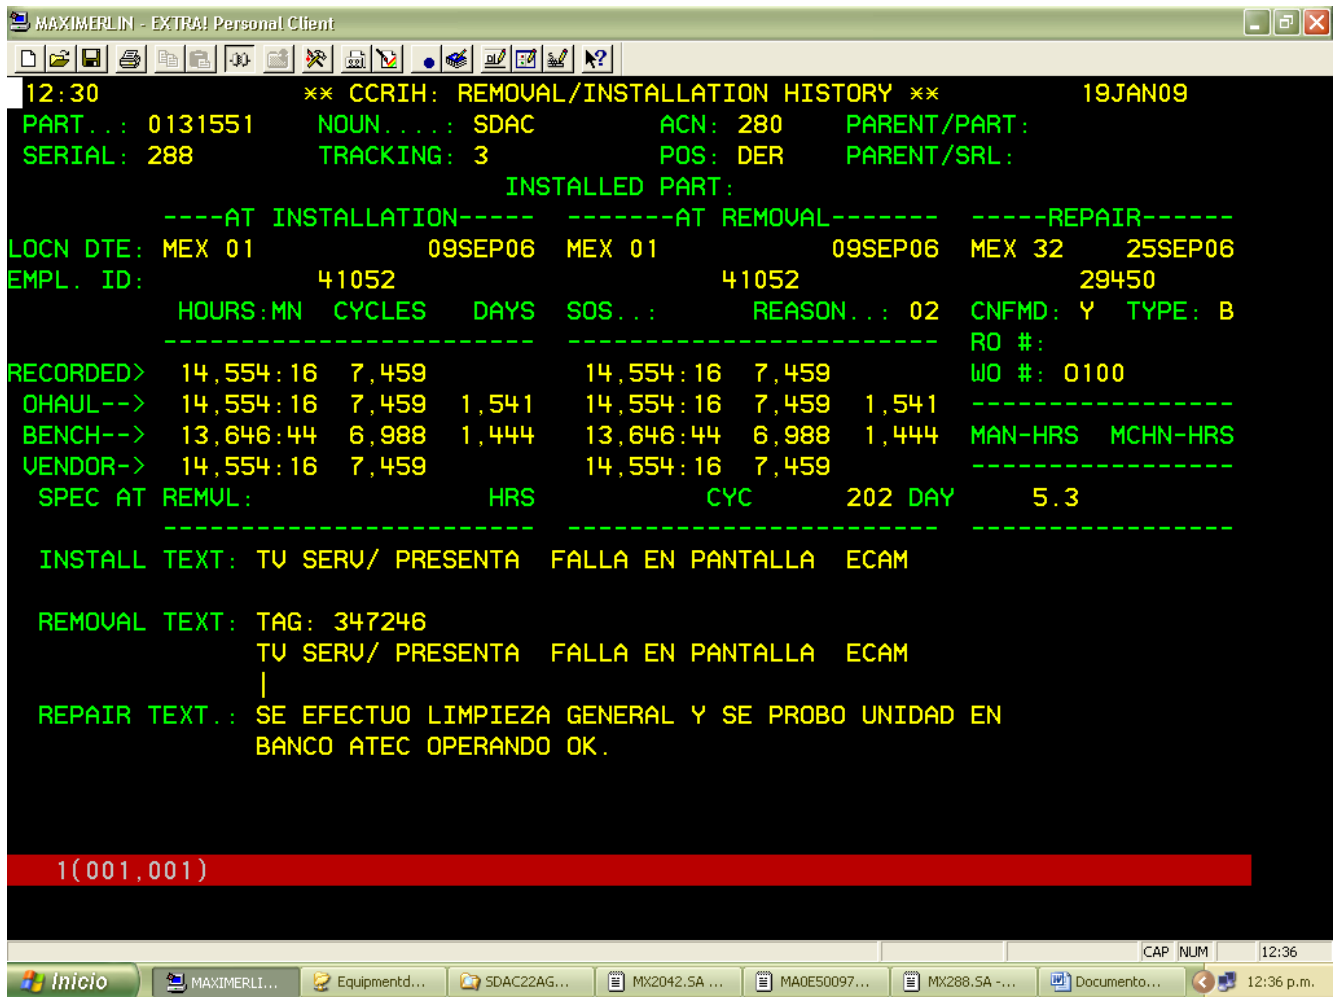 MAXIMERLIN - EXTRA! Personal Client
12:30 ** CCRIH: REMOVAL/INSTALLATION HISTORY ** 19JAN09
PART..: 0131551 NOUN....: SDAC ACN: 280 PARENT/PART:
SERIAL: 288 TRACKING: 3 POS: DER PARENT/SRL:
INSTALLED PART:
----AT INSTALLATION----- -------AT REMOVAL------- -----REPAIR------
LOCN DTE: MEX 01 09SEP06 MEX 01 09SEP06 MEX 32 25SEP06
EMPL. ID: 41052 41052 29450
HOURS:MN CYCLES DAYS SOS..: REASON..: 02 CNFMD: Y TYPE: B
------------------------ ------------------------ RO #:
RECORDED> 14,554:16 7,459 14,554:16 7,459 WO #: 0100
OHAUL--> 14,554:16 7,459 1,541 14,554:16 7,459 1,541 -----------------
BENCH--> 13,646:44 6,988 1,444 13,646:44 6,988 1,444 MAN-HRS MCHN-HRS
VENDOR-> 14,554:16 7,459 14,554:16 7,459 -----------------
SPEC AT REMVL: HRS CYC 202 DAY 5.3
------------------------ ------------------------ -----------------
INSTALL TEXT: TV SERV/ PRESENTA FALLA EN PANTALLA ECAM
REMOVAL TEXT: TAG: 347246
TV SERV/ PRESENTA FALLA EN PANTALLA ECAM
|
REPAIR TEXT.: SE EFECTUO LIMPIEZA GENERAL Y SE PROBO UNIDAD EN
BANCO ATEC OPERANDO OK.
1(001,001)
CAP NUM 12:36
Inicio MAXIMERLI... Equipmentd... SDAC22AG... MX2042.SA ... MA0E50097... MX288.SA -... Documento... 12:36 p.m.